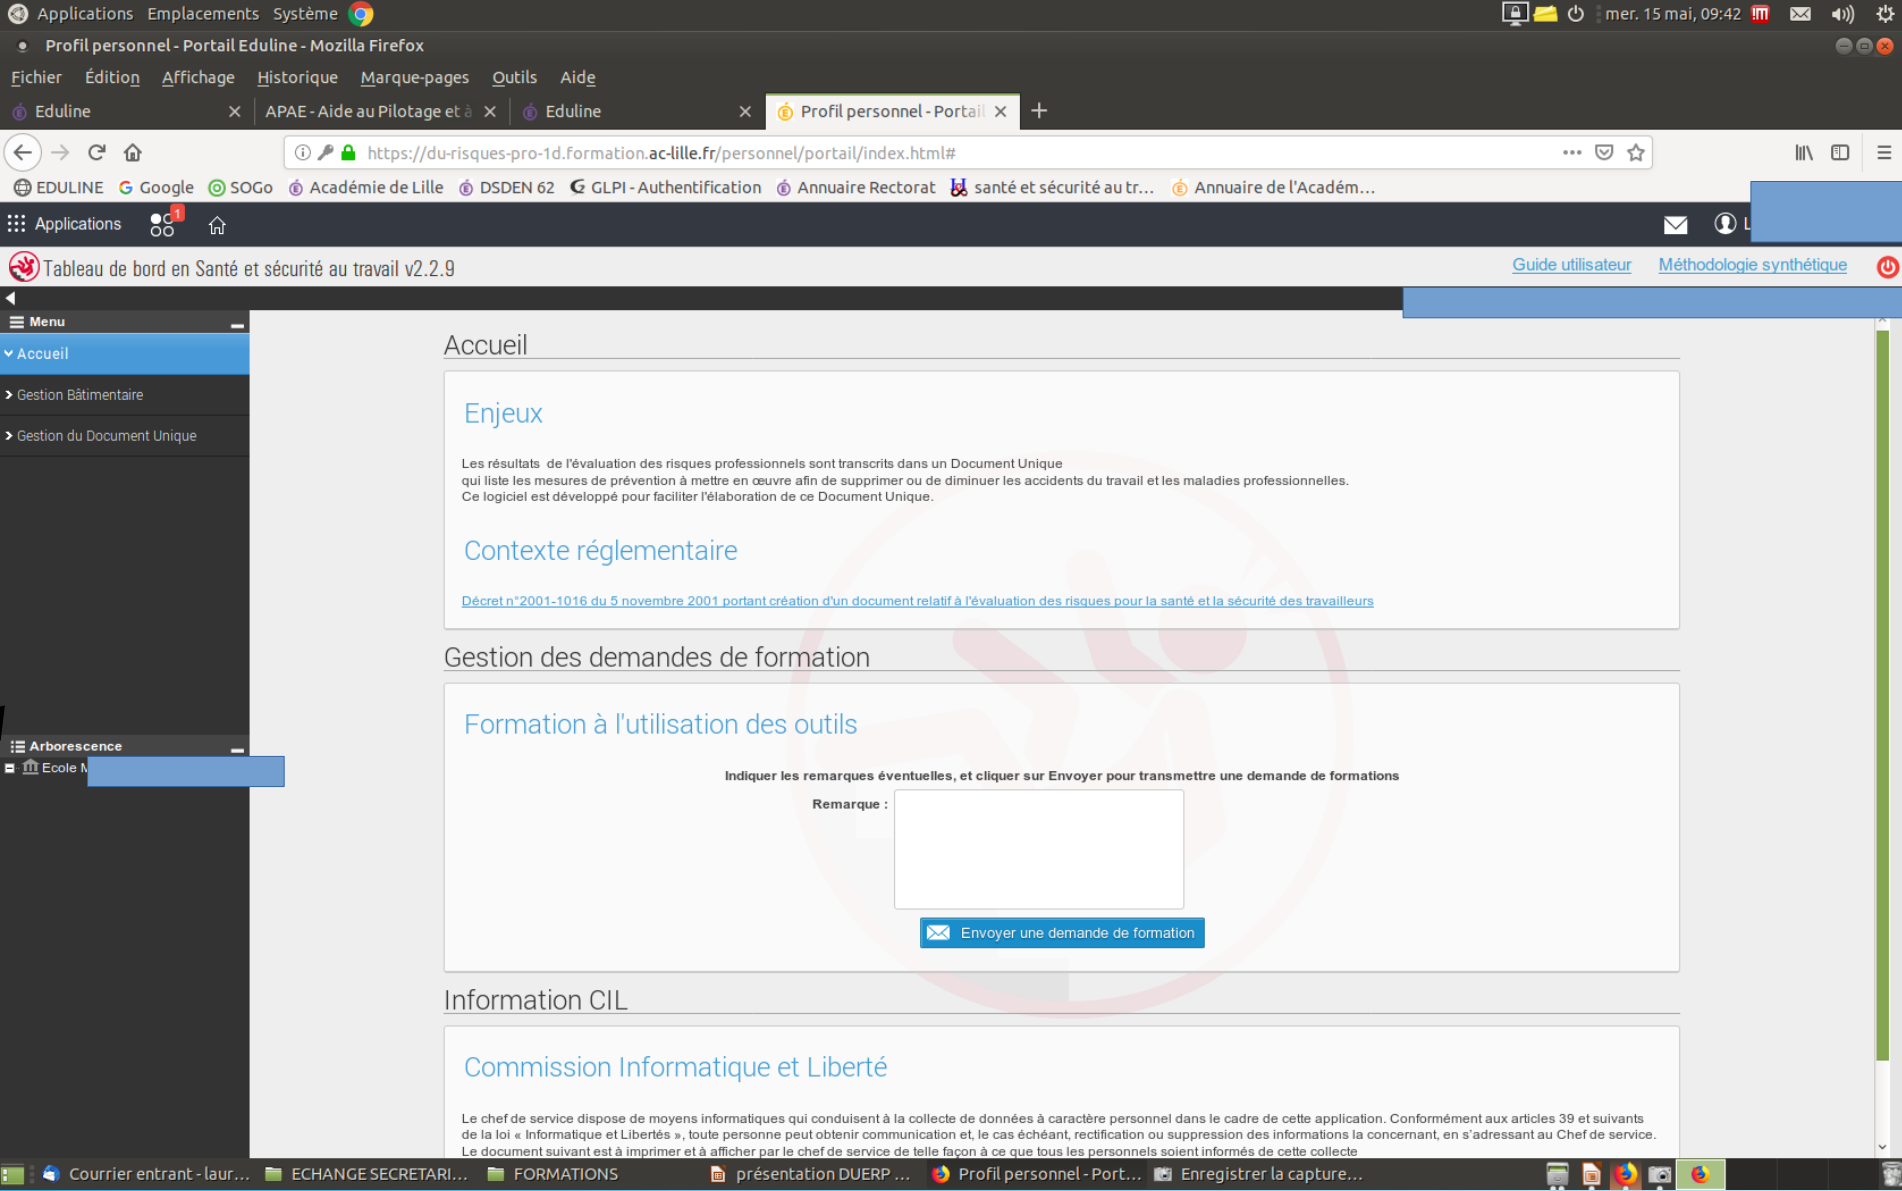 Applications Emplacements Système mer. 15 mai, 09:42
Profil personnel - Portail Eduline - Mozilla Firefox
Fichier Édition Affichage Historique Marque-pages Outils Aide
Eduline APAE - Aide au Pilotage et à Eduline Profil personnel - Portail
https://du-risques-pro-1d.formation.ac-lille.fr/personnel/portail/index.html#
EDULINE Google SOGo Académie de Lille DSDEN 62 GLPI - Authentification Annuaire Rectorat santé et sécurité au tr... Annuaire de l'Académ...
Applications 1 L
Tableau de bord en Santé et sécurité au travail v2.2.9 Guide utilisateur Méthodologie synthétique
Menu
Accueil
Gestion Bâtimentaire
Gestion du Document Unique
Arborescence
Ecole
Accueil
Enjeux
Les résultats de l'évaluation des risques professionnels sont transcrits dans un Document Unique
qui liste les mesures de prévention à mettre en œuvre afin de supprimer ou de diminuer les accidents du travail et les maladies professionnelles.
Ce logiciel est développé pour faciliter l'élaboration de ce Document Unique.
Contexte réglementaire
Décret n°2001-1016 du 5 novembre 2001 portant création d'un document relatif à l'évaluation des risques pour la santé et la sécurité des travailleurs
Gestion des demandes de formation
Formation à l'utilisation des outils
Indiquer les remarques éventuelles, et cliquer sur Envoyer pour transmettre une demande de formations
Remarque :
Envoyer une demande de formation
Information CIL
Commission Informatique et Liberté
Le chef de service dispose de moyens informatiques qui conduisent à la collecte de données à caractère personnel dans le cadre de cette application. Conformément aux articles 39 et suivants
de la loi « Informatique et Libertés », toute personne peut obtenir communication et, le cas échéant, rectification ou suppression des informations la concernant, en s'adressant au Chef de service.
Le document suivant est à imprimer et à afficher par le chef de service de telle façon à ce que tous les personnels soient informés de cette collecte
Courrier entrant - laur... ECHANGE SECRETARI... FORMATIONS présentation DUERP ... Profil personnel - Port... Enregistrer la capture...